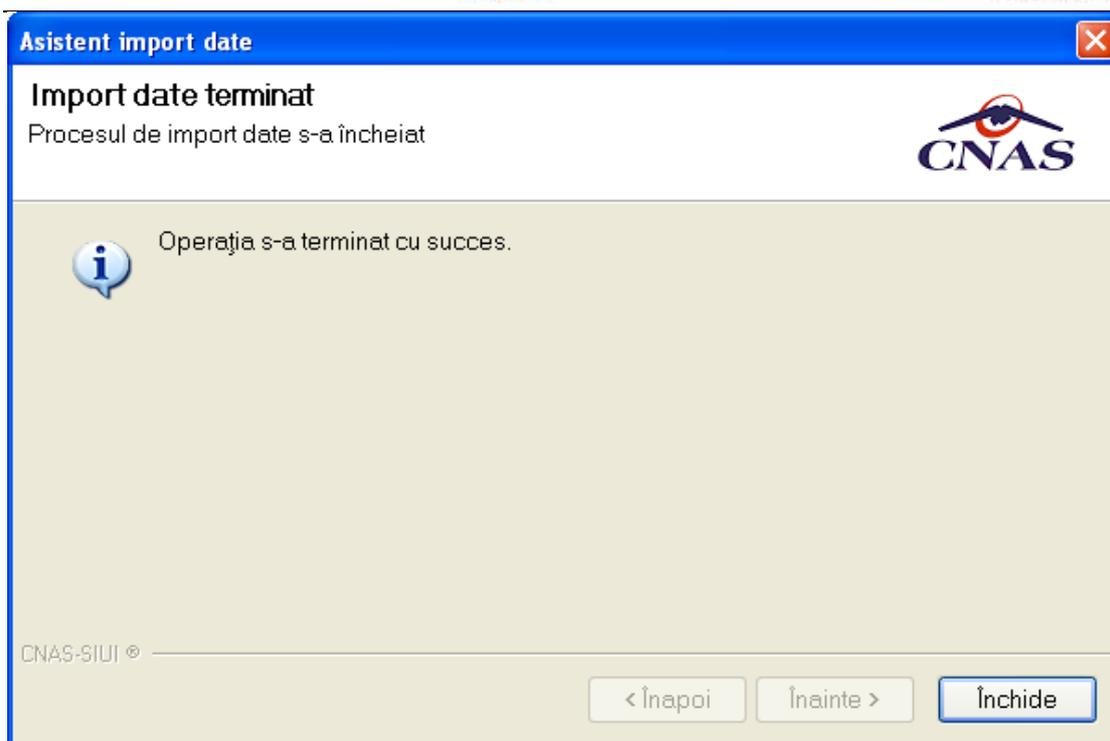 Asistent import date
Import date terminat
Procesul de import date s-a încheiat
CNAS
Operaţia s-a terminat cu succes.
CNAS-SIUI ®
< Înapoi
Înainte >
Închide